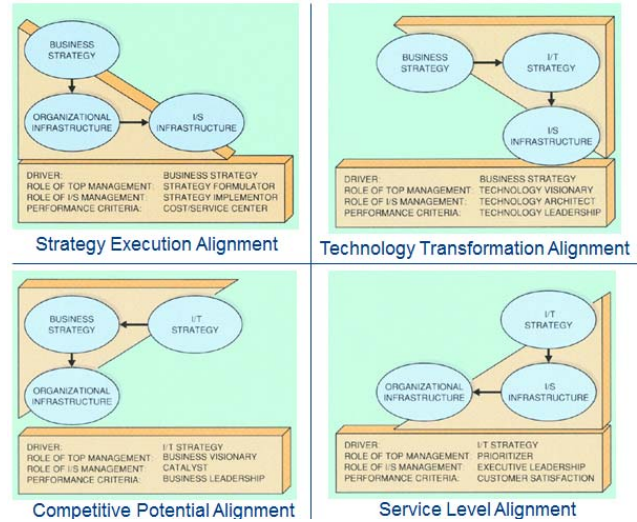 BUSINESS
STRATEGY
ORGANIZATIONAL
INFRASTRUCTURE
I/S
INFRASTRUCTURE
DRIVER: BUSINESS STRATEGY
ROLE OF TOP MANAGEMENT: STRATEGY FORMULATOR
ROLE OF I/S MANAGEMENT: STRATEGY IMPLEMENTOR
PERFORMANCE CRITERIA: COST/SERVICE CENTER
Strategy Execution Alignment
BUSINESS
STRATEGY
I/T
STRATEGY
I/S
INFRASTRUCTURE
DRIVER: BUSINESS STRATEGY
ROLE OF TOP MANAGEMENT: TECHNOLOGY VISIONARY
ROLE OF I/S MANAGEMENT: TECHNOLOGY ARCHITECT
PERFORMANCE CRITERIA: TECHNOLOGY LEADERSHIP
Technology Transformation Alignment
BUSINESS
STRATEGY
I/T
STRATEGY
ORGANIZATIONAL
INFRASTRUCTURE
DRIVER: I/T STRATEGY
ROLE OF TOP MANAGEMENT: BUSINESS VISIONARY
ROLE OF I/S MANAGEMENT: CATALYST
PERFORMANCE CRITERIA: BUSINESS LEADERSHIP
Competitive Potential Alignment
I/T
STRATEGY
ORGANIZATIONAL
INFRASTRUCTURE
I/S
INFRASTRUCTURE
DRIVER: I/T STRATEGY
ROLE OF TOP MANAGEMENT: PRIORITIZER
ROLE OF I/S MANAGEMENT: EXECUTIVE LEADERSHIP
PERFORMANCE CRITERIA: CUSTOMER SATISFACTION
Service Level Alignment